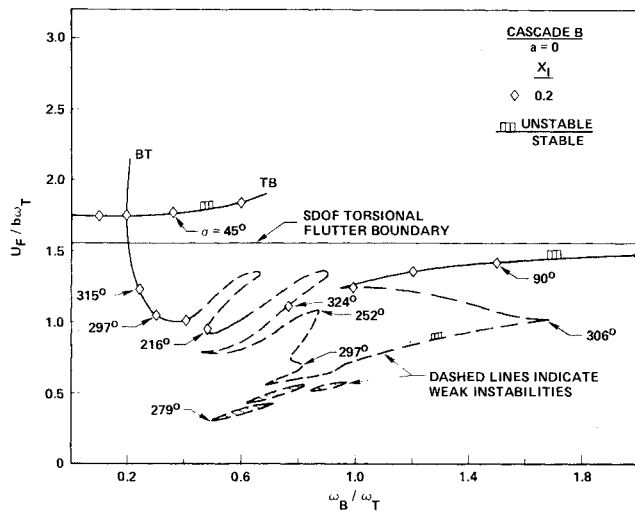 CASCADE B
a = 0
X_I
◇ 0.2
UNSTABLE
STABLE
3.0
2.5
2.0
1.5
1.0
0.5
0
U_F / bω_T
BT
TB
σ = 45°
SDOF TORSIONAL
FLUTTER BOUNDARY
90°
315°
297°
216°
324°
252°
297°
306°
279°
DASHED LINES INDICATE
WEAK INSTABILITIES
0.2
0.6
1.0
1.4
1.8
ω_B / ω_T